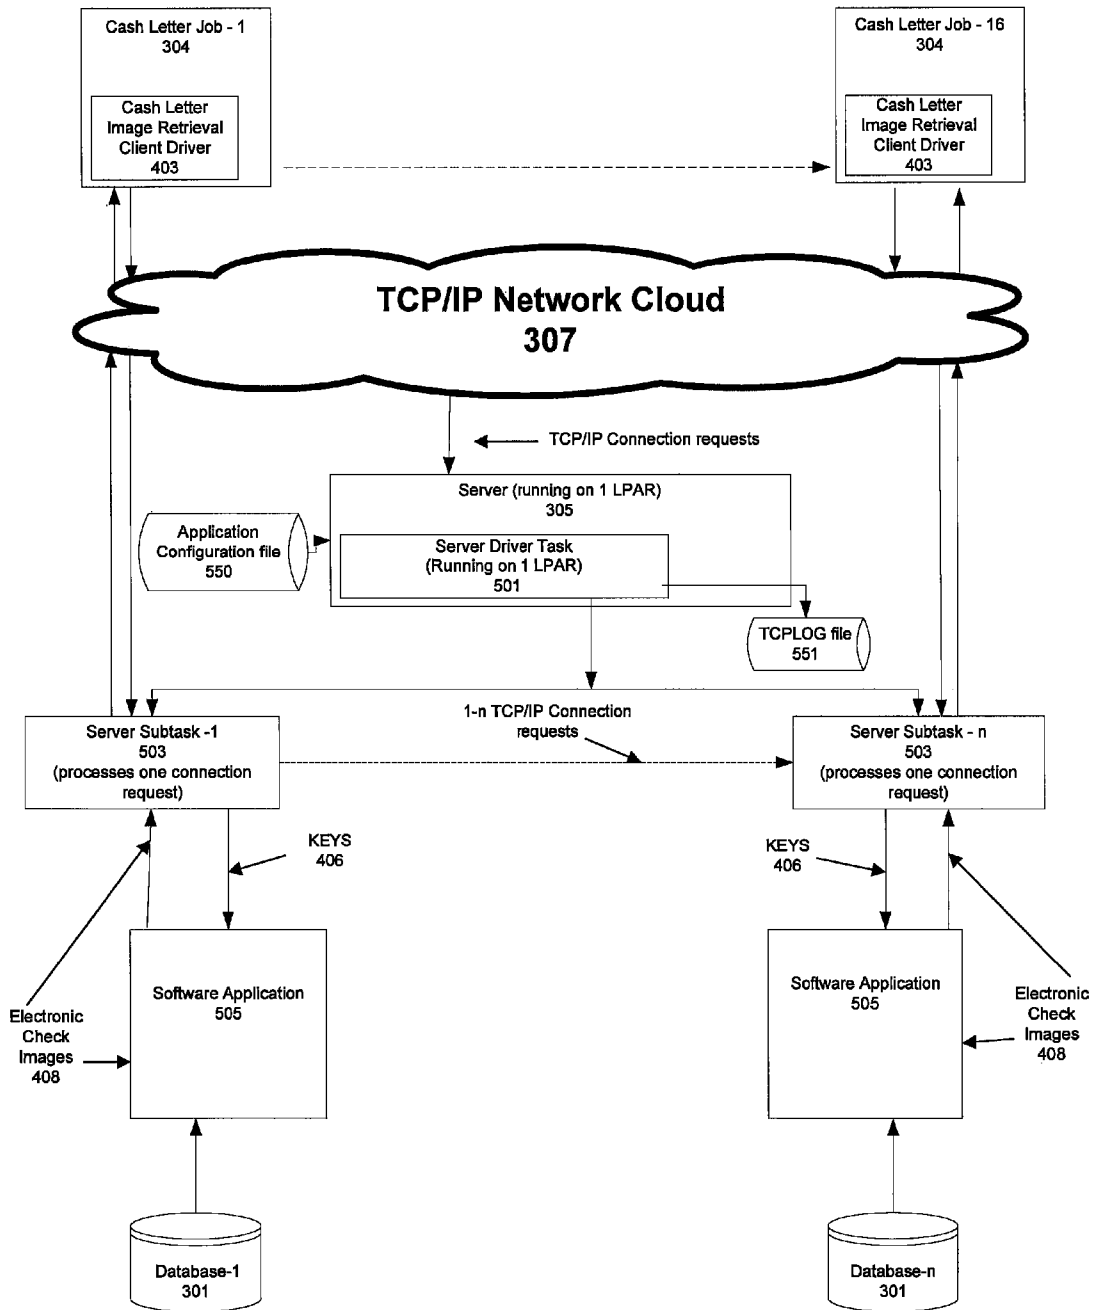 Cash Letter Job - 1
304
Cash Letter
Image Retrieval
Client Driver
403
Cash Letter Job - 16
304
Cash Letter
Image Retrieval
Client Driver
403
TCP/IP Network Cloud
307
TCP/IP Connection requests
Server (running on 1 LPAR)
305
Application
Configuration file
550
Server Driver Task
(Running on 1 LPAR)
501
TCPLOG file
551
1-n TCP/IP Connection
requests
Server Subtask -1
503
(processes one connection
request)
Server Subtask - n
503
(processes one connection
request)
KEYS
406
KEYS
406
Software Application
505
Software Application
505
Electronic
Check
Images
408
Electronic
Check
Images
408
Database-1
301
Database-n
301